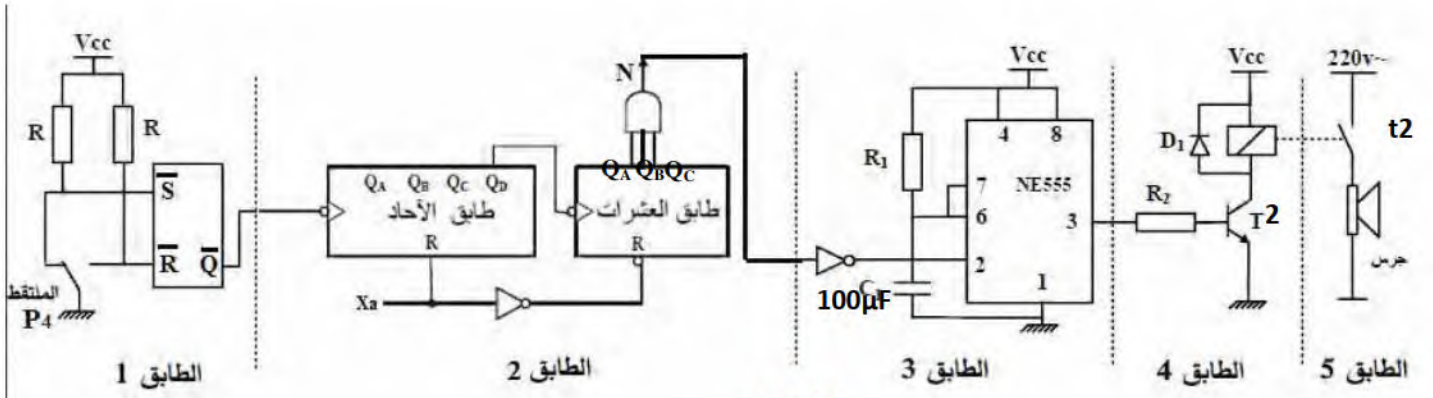 Vcc
R
R
S
R
Q
الملتقط
P4
الطابق 1
QA QB QC QD
طابق الآحاد
R
Xa
N
QA QB QC
طابق العشرات
R
الطابق 2
Vcc
R1
100µF
C
4
8
7
6
NE555
3
2
1
الطابق 3
Vcc
D1
R2
T2
الطابق 4
220v~
t2
جرس
الطابق 5